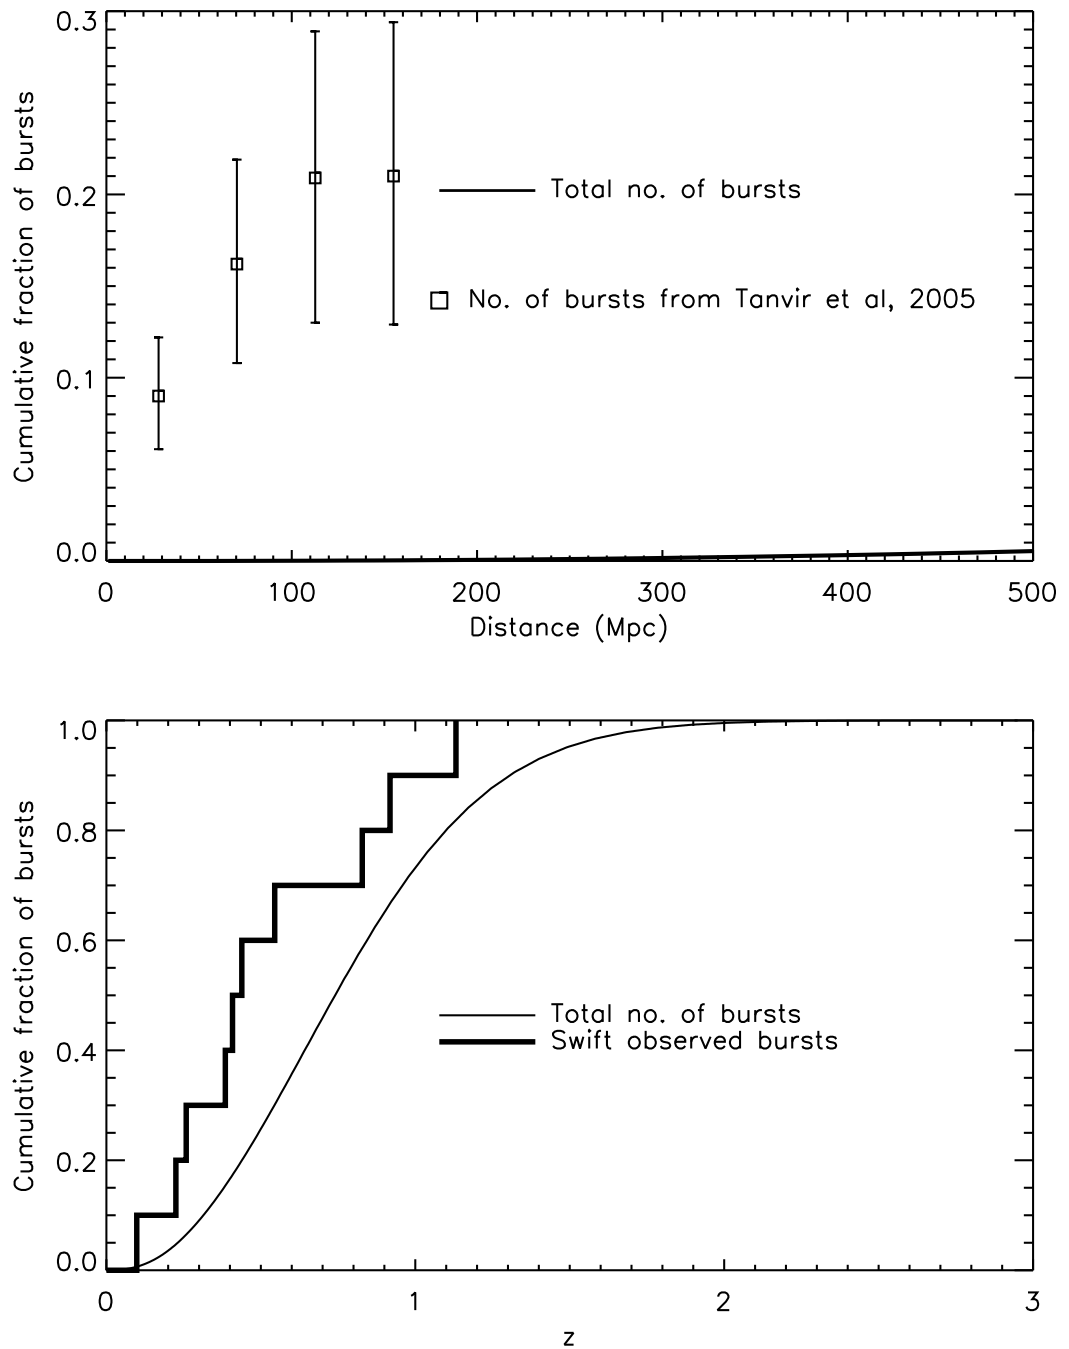 0.3
0.2
0.1
0.0
Cumulative fraction of bursts
Total no. of bursts
No. of bursts from Tanvir et al, 2005
0 100 200 300 400 500
Distance (Mpc)
1.0
0.8
0.6
0.4
0.2
0.0
Cumulative fraction of bursts
Total no. of bursts
Swift observed bursts
0 1 2 3
z